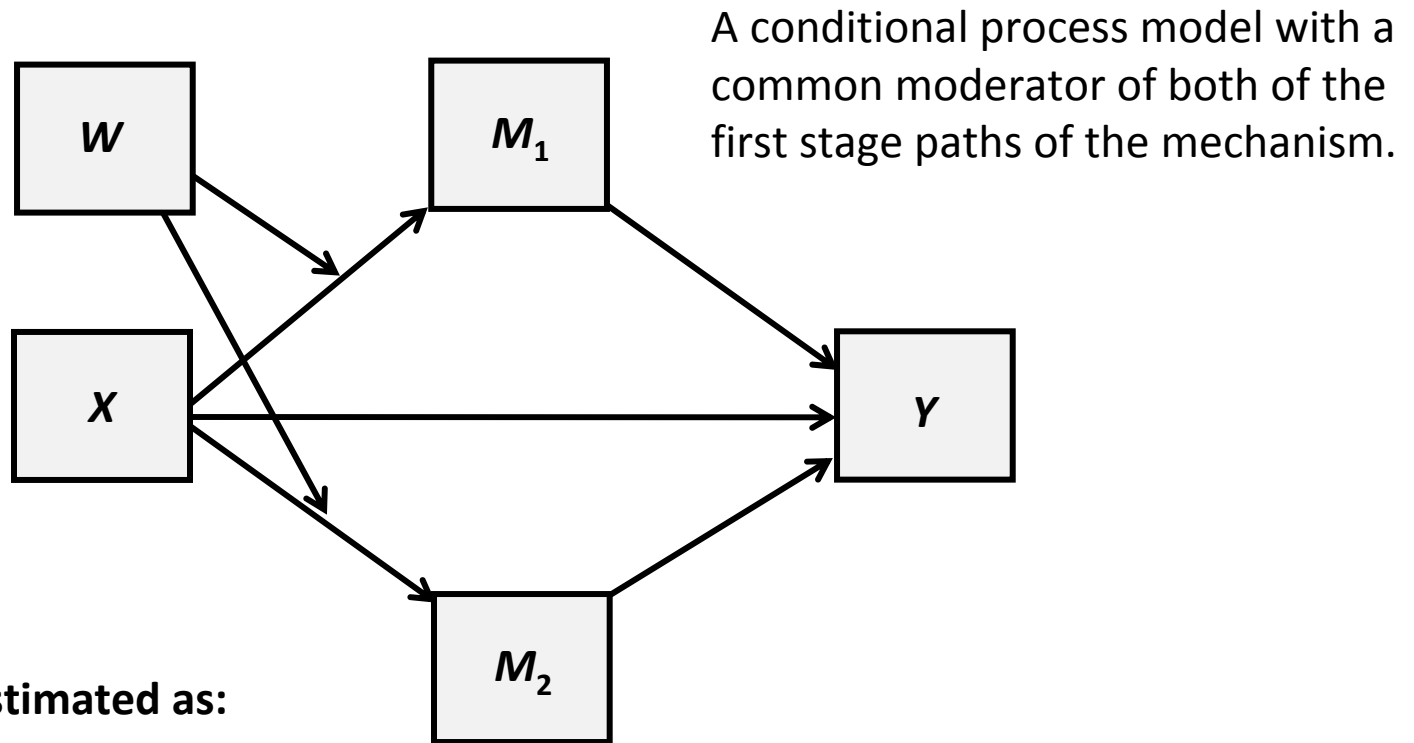 A conditional process model with a
common moderator of both of the
first stage paths of the mechanism.
W
M₁
X
Y
M₂
stimated as: